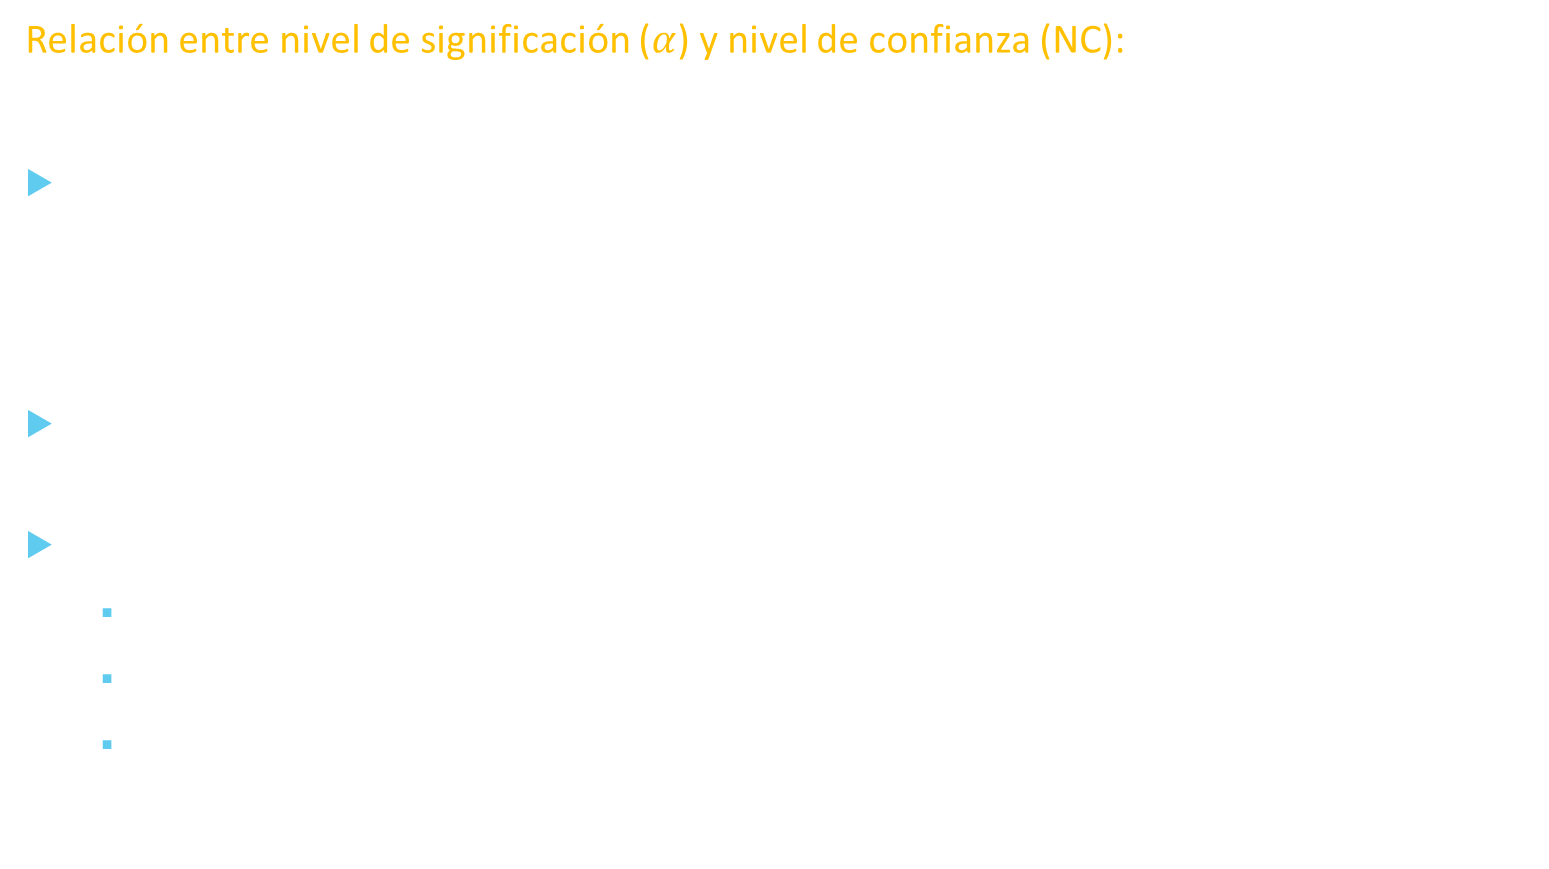 Relación entre nivel de significación (α) y nivel de confianza (NC):